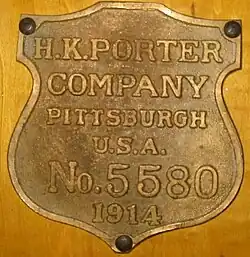 H.K.PORTER
COMPANY
PITTSBURGH
U.S.A.
No.5580
1914